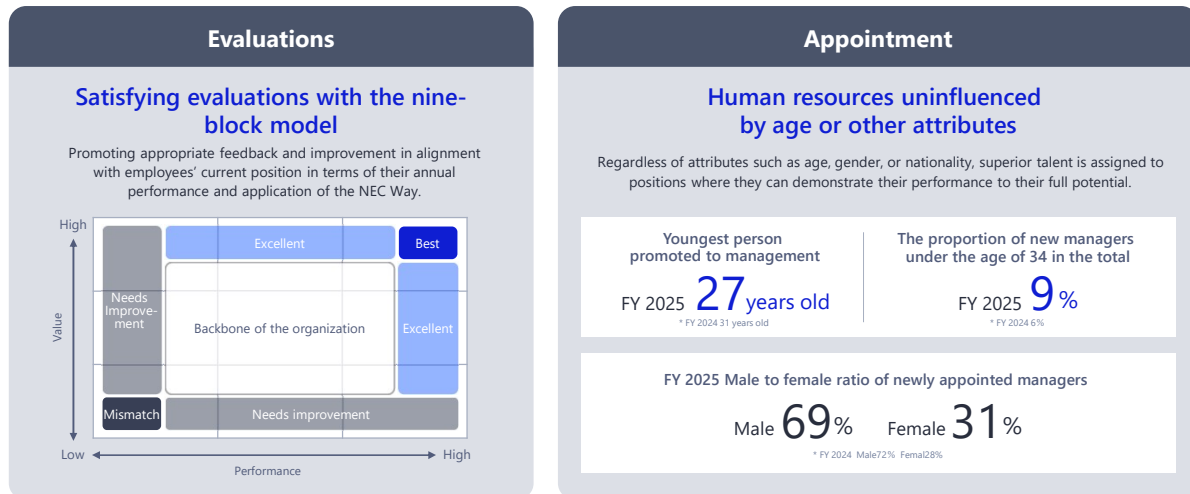 Evaluations
Satisfying evaluations with the nine-
block model
Promoting appropriate feedback and improvement in alignment
with employees' current position in terms of their annual
performance and application of the NEC Way.
High
Value
Low
Needs
Improve-
ment
Excellent
Best
Backbone of the organization
Excellent
Mismatch
Needs improvement
High
Performance
Appointment
Human resources uninfluenced
by age or other attributes
Regardless of attributes such as age, gender, or nationality, superior talent is assigned to
positions where they can demonstrate their performance to their full potential.
Youngest person
promoted to management
FY 2025 27 years old
* FY 2024 31 years old
The proportion of new managers
under the age of 34 in the total
FY 2025 9 %
* FY 2024 6%
FY 2025 Male to female ratio of newly appointed managers
Male 69% Female 31%
* FY 2024 Male72% Femal28%